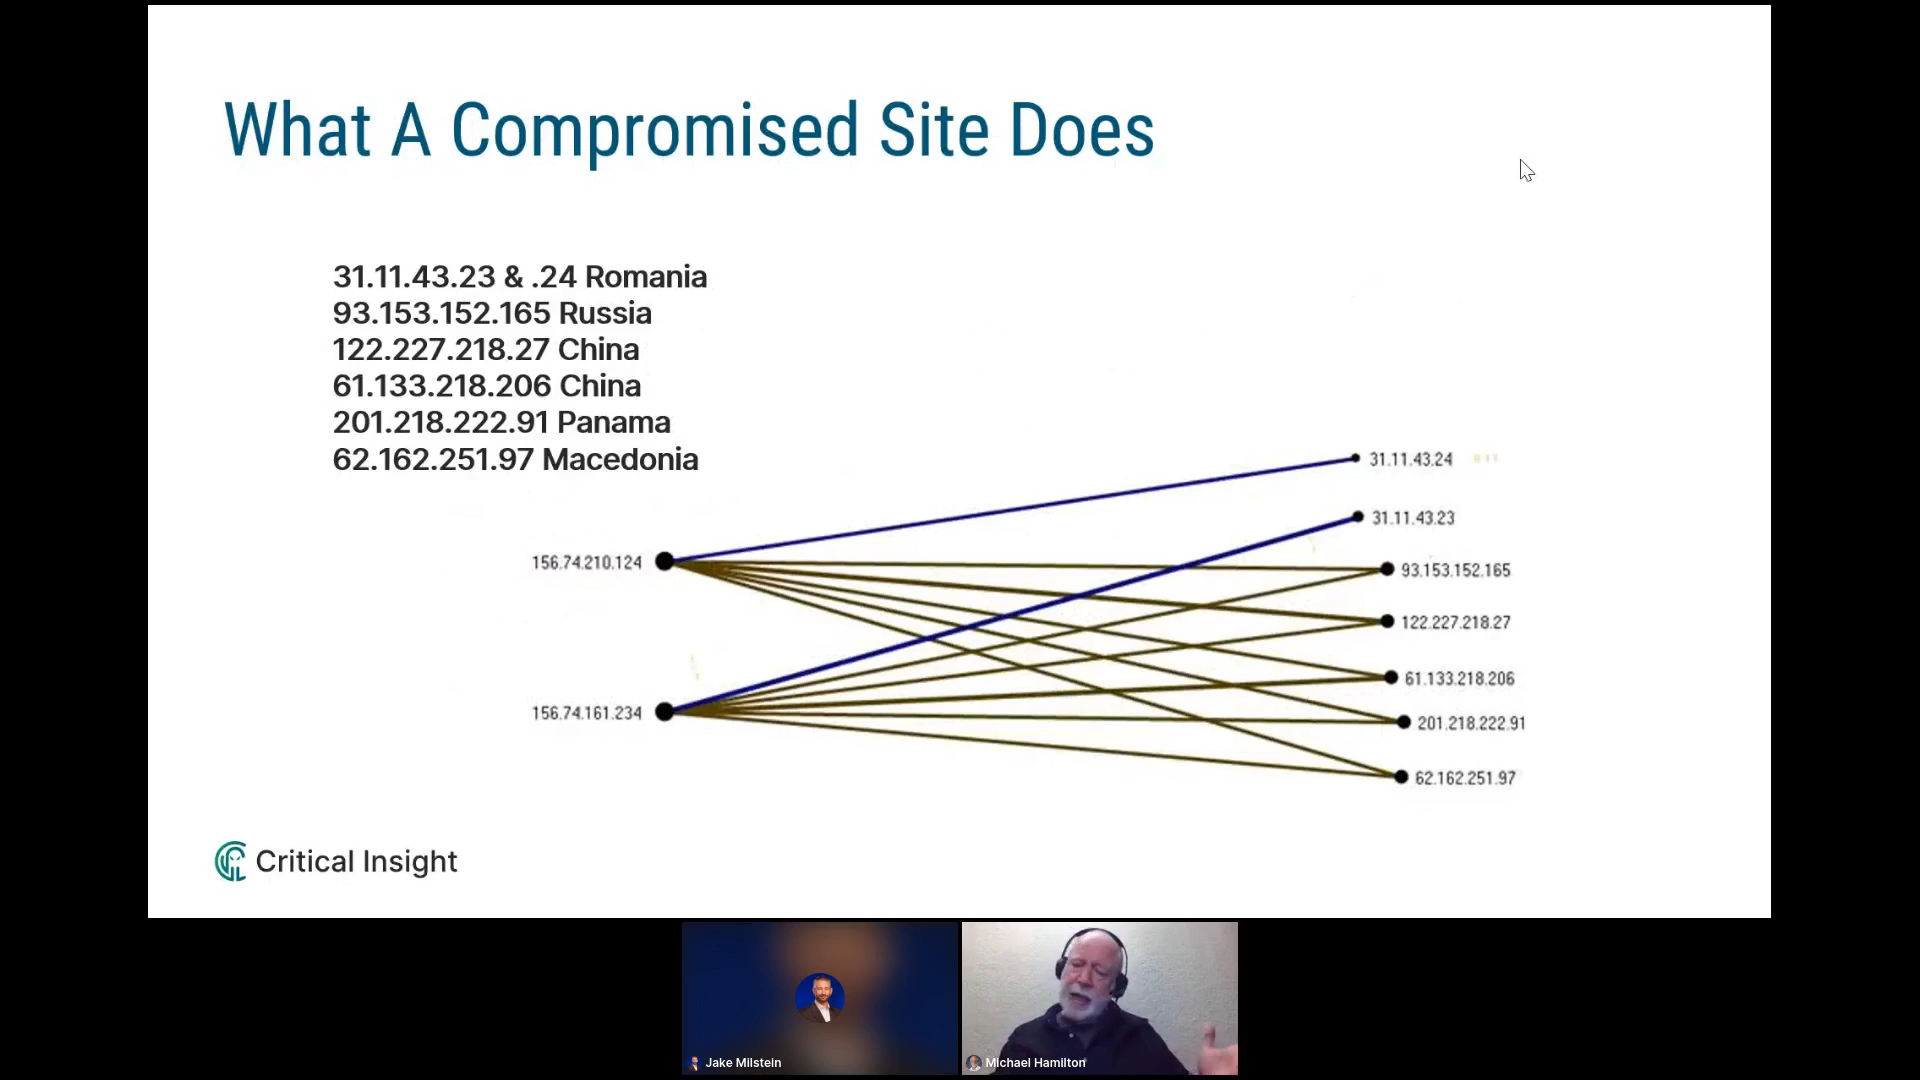 What A Compromised Site Does
31.11.43.23 & .24 Romania
93.153.152.165 Russia
122.227.218.27 China
61.133.218.206 China
201.218.222.91 Panama
62.162.251.97 Macedonia
31.11.43.24
31.11.43.23
156.74.210.124
93.153.152.165
122.227.218.27
61.133.218.206
156.74.161.234
201.218.222.91
62.162.251.97
Critical Insight
Jake Milstein
Michael Hamilton